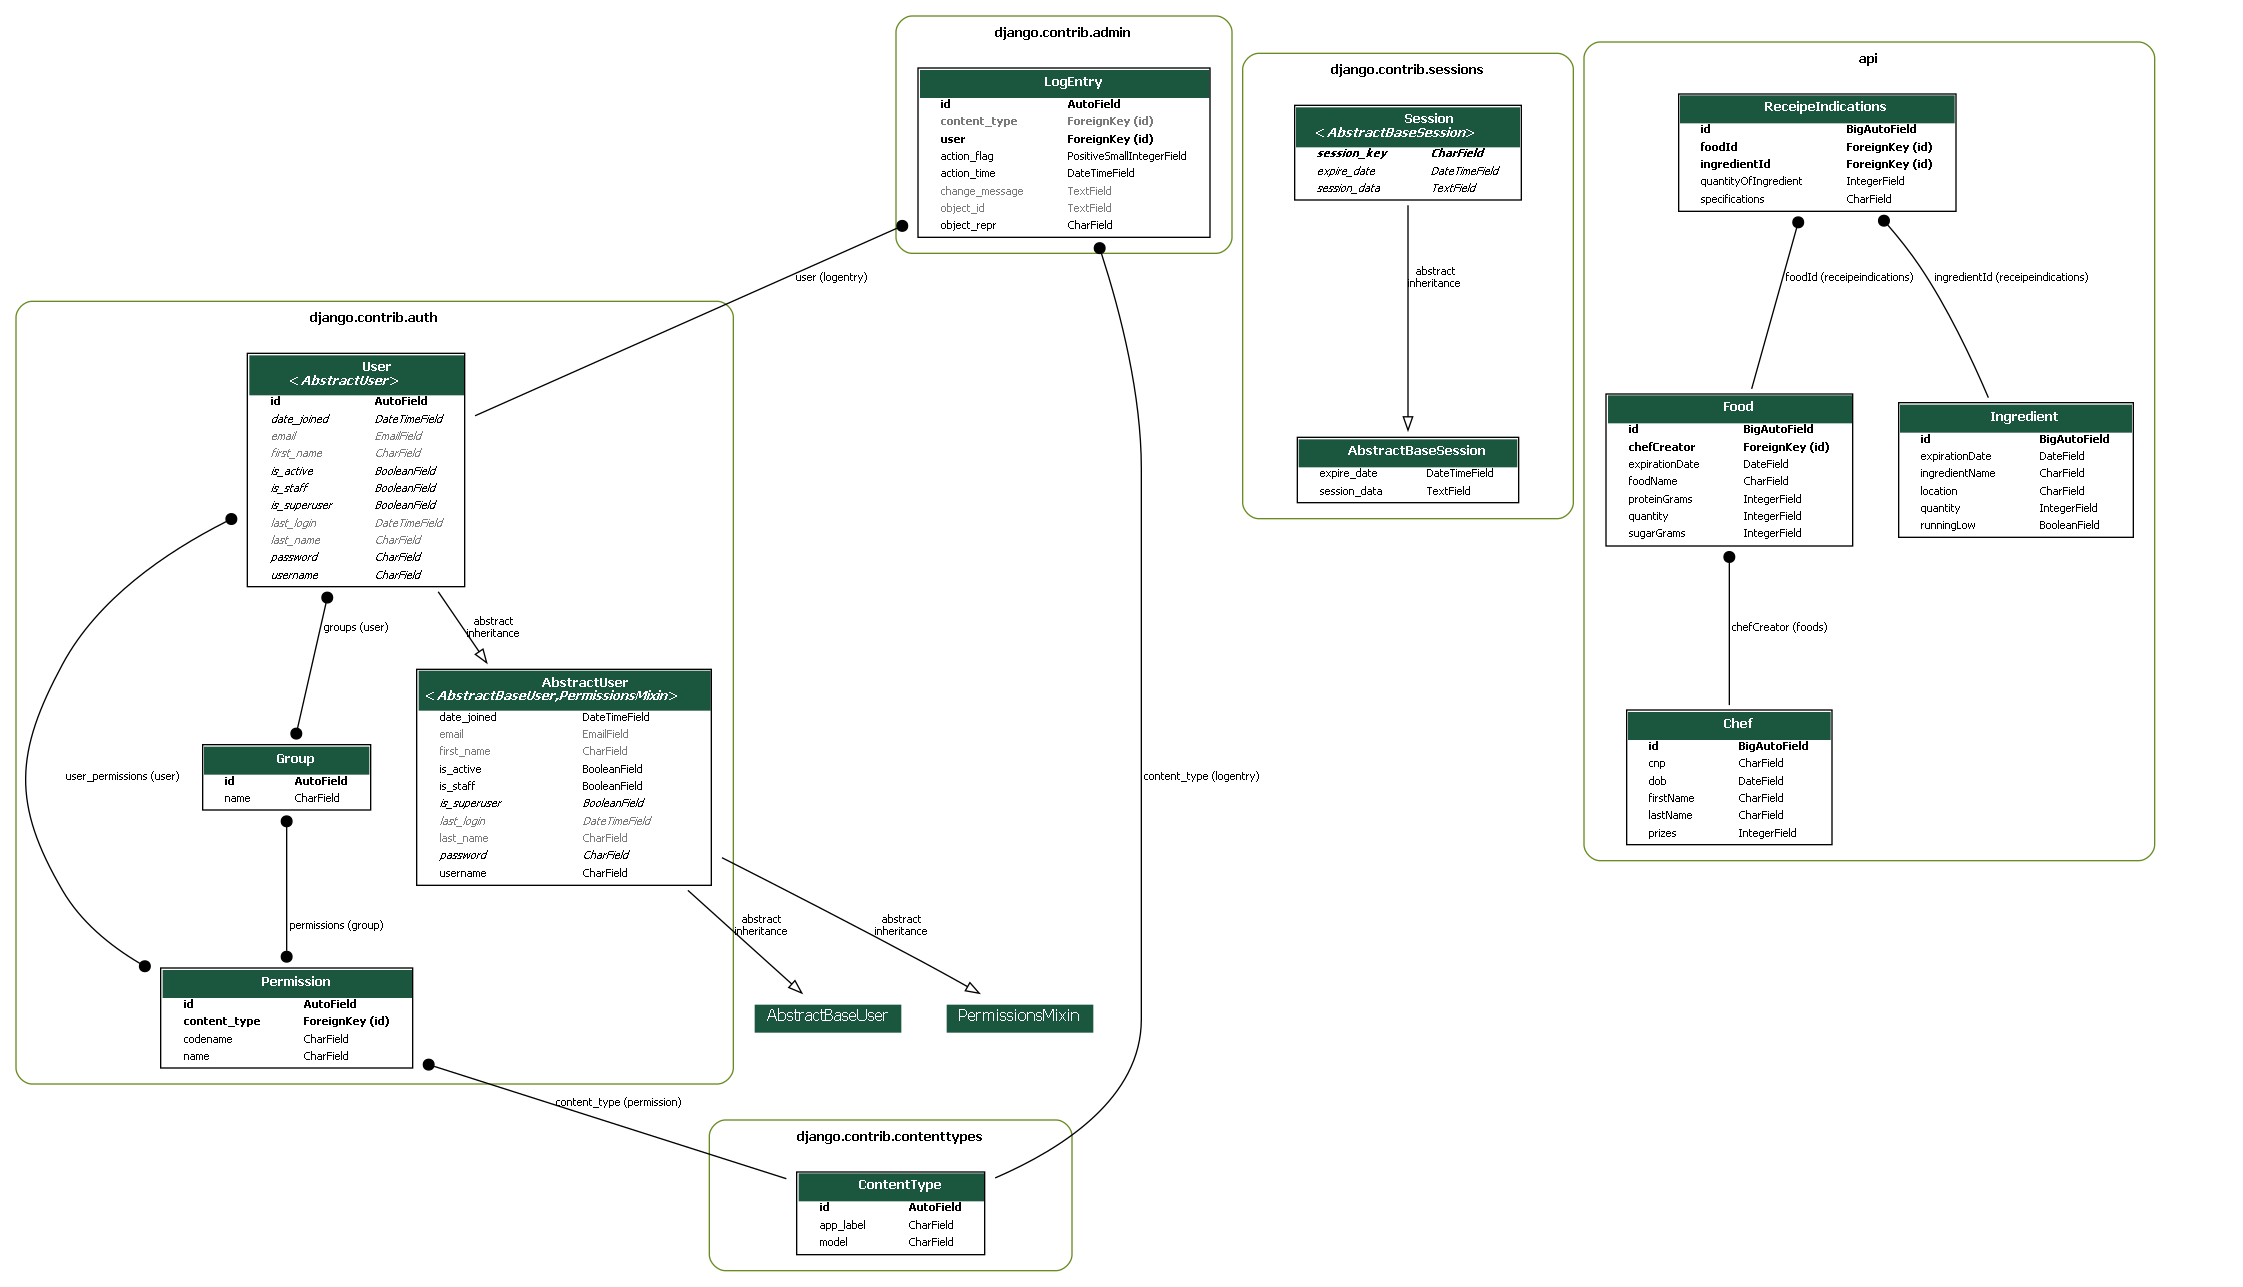 django.contrib.admin
LogEntry
id AutoField
content_type ForeignKey (id)
user ForeignKey (id)
action_flag PositiveSmallIntegerField
action_time DateTimeField
change_message TextField
object_id TextField
object_repr CharField
django.contrib.sessions
Session
<AbstractBaseSession>
session_key CharField
expire_date DateTimeField
session_data TextField
abstract
inheritance
AbstractBaseSession
expire_date DateTimeField
session_data TextField
api
ReceipeIndications
id BigAutoField
foodId ForeignKey (id)
ingredientId ForeignKey (id)
quantityOfIngredient IntegerField
specifications CharField
foodId (receipeindications)
ingredientId (receipeindications)
Food
id BigAutoField
chefCreator ForeignKey (id)
expirationDate DateField
foodName CharField
proteinGrams IntegerField
quantity IntegerField
sugarGrams IntegerField
Ingredient
id BigAutoField
expirationDate DateField
ingredientName CharField
location CharField
quantity IntegerField
runningLow BooleanField
chefCreator (foods)
Chef
id BigAutoField
cnp CharField
dob DateField
firstName CharField
lastName CharField
prizes IntegerField
user (logentry)
django.contrib.auth
User
<AbstractUser>
id AutoField
date_joined DateTimeField
email EmailField
first_name CharField
is_active BooleanField
is_staff BooleanField
is_superuser BooleanField
last_login DateTimeField
last_name CharField
password CharField
username CharField
groups (user)
abstract
inheritance
AbstractUser
<AbstractBaseUser,PermissionsMixin>
date_joined DateTimeField
email EmailField
first_name CharField
is_active BooleanField
is_staff BooleanField
is_superuser BooleanField
last_login DateTimeField
last_name CharField
password CharField
username CharField
user_permissions (user)
Group
id AutoField
name CharField
permissions (group)
abstract
inheritance
abstract
inheritance
AbstractBaseUser
PermissionsMixin
Permission
id AutoField
content_type ForeignKey (id)
codename CharField
name CharField
content_type (logentry)
content_type (permission)
django.contrib.contenttypes
ContentType
id AutoField
app_label CharField
model CharField